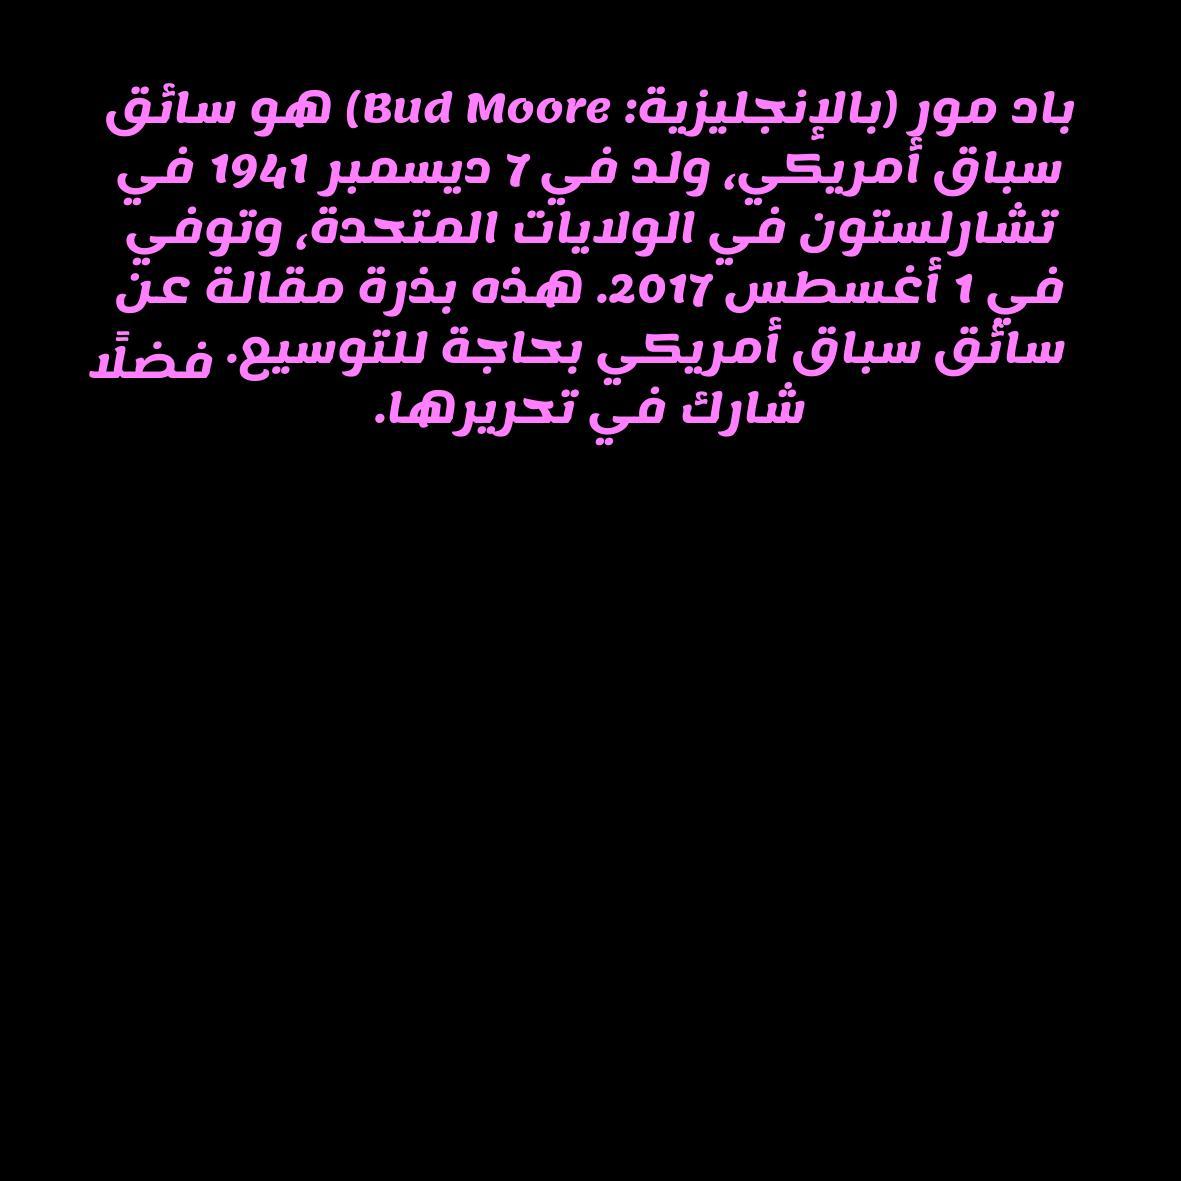 باد مور (بالإنجليزية: Bud Moore) هو سائق
سباق أمريكي، ولد في 7 ديسمبر 1941 في
تشارلستون في الولايات المتحدة، وتوفي
في 1 أغسطس 2017. هذه بذرة مقالة عن
سائق سباق أمريكي بحاجة للتوسيع. فضلًا
شارك في تحريرها.